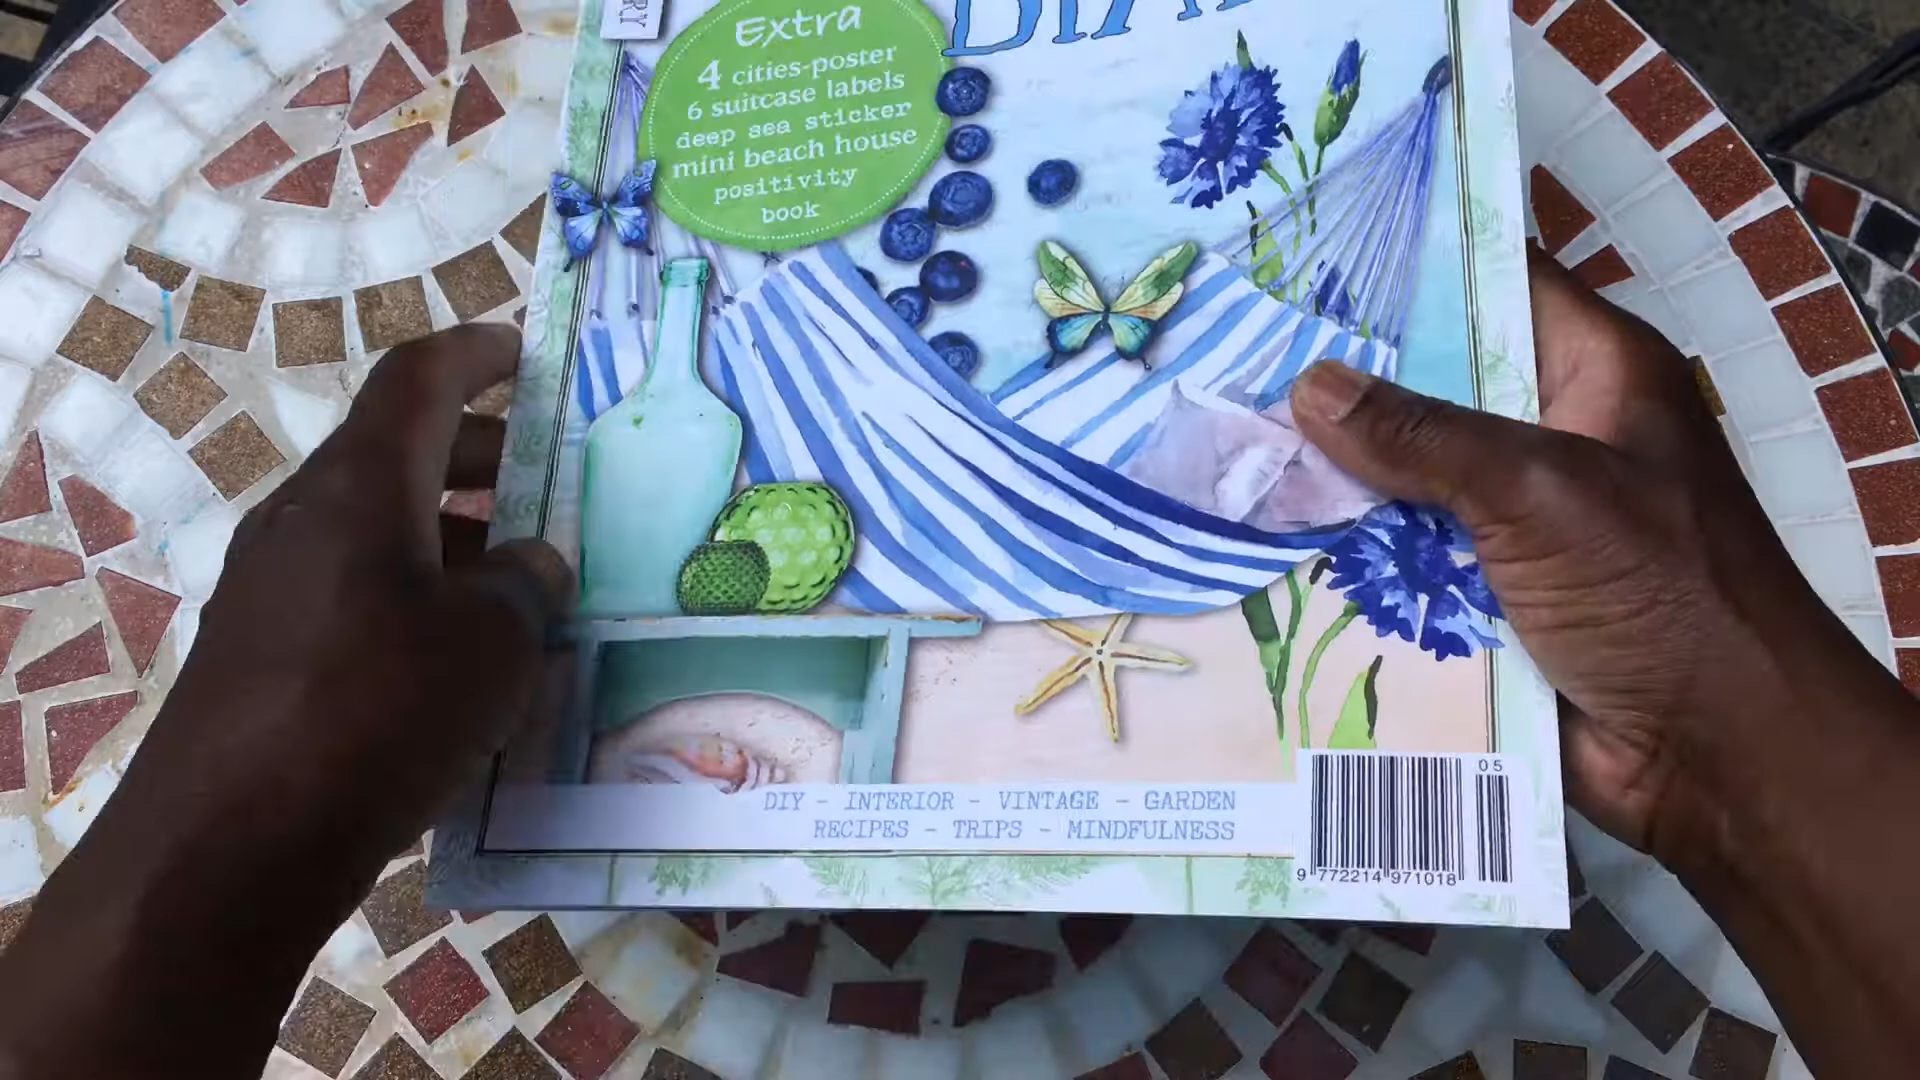 Extra
4 cities-poster
6 suitcase labels
deep sea sticker
mini beach house
positivity
book
DIY - INTERIOR - VINTAGE - GARDEN
RECIPES - TRIPS - MINDFULNESS
05
9 772214 971018